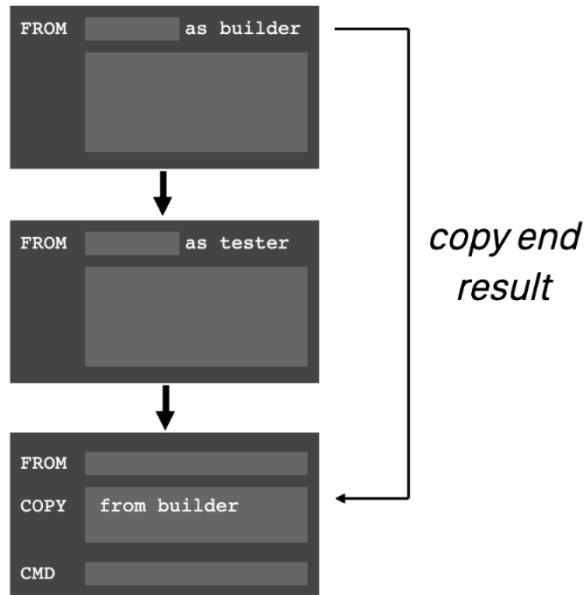 FROM as builder
FROM as tester
copy end
result
FROM
COPY from builder
CMD